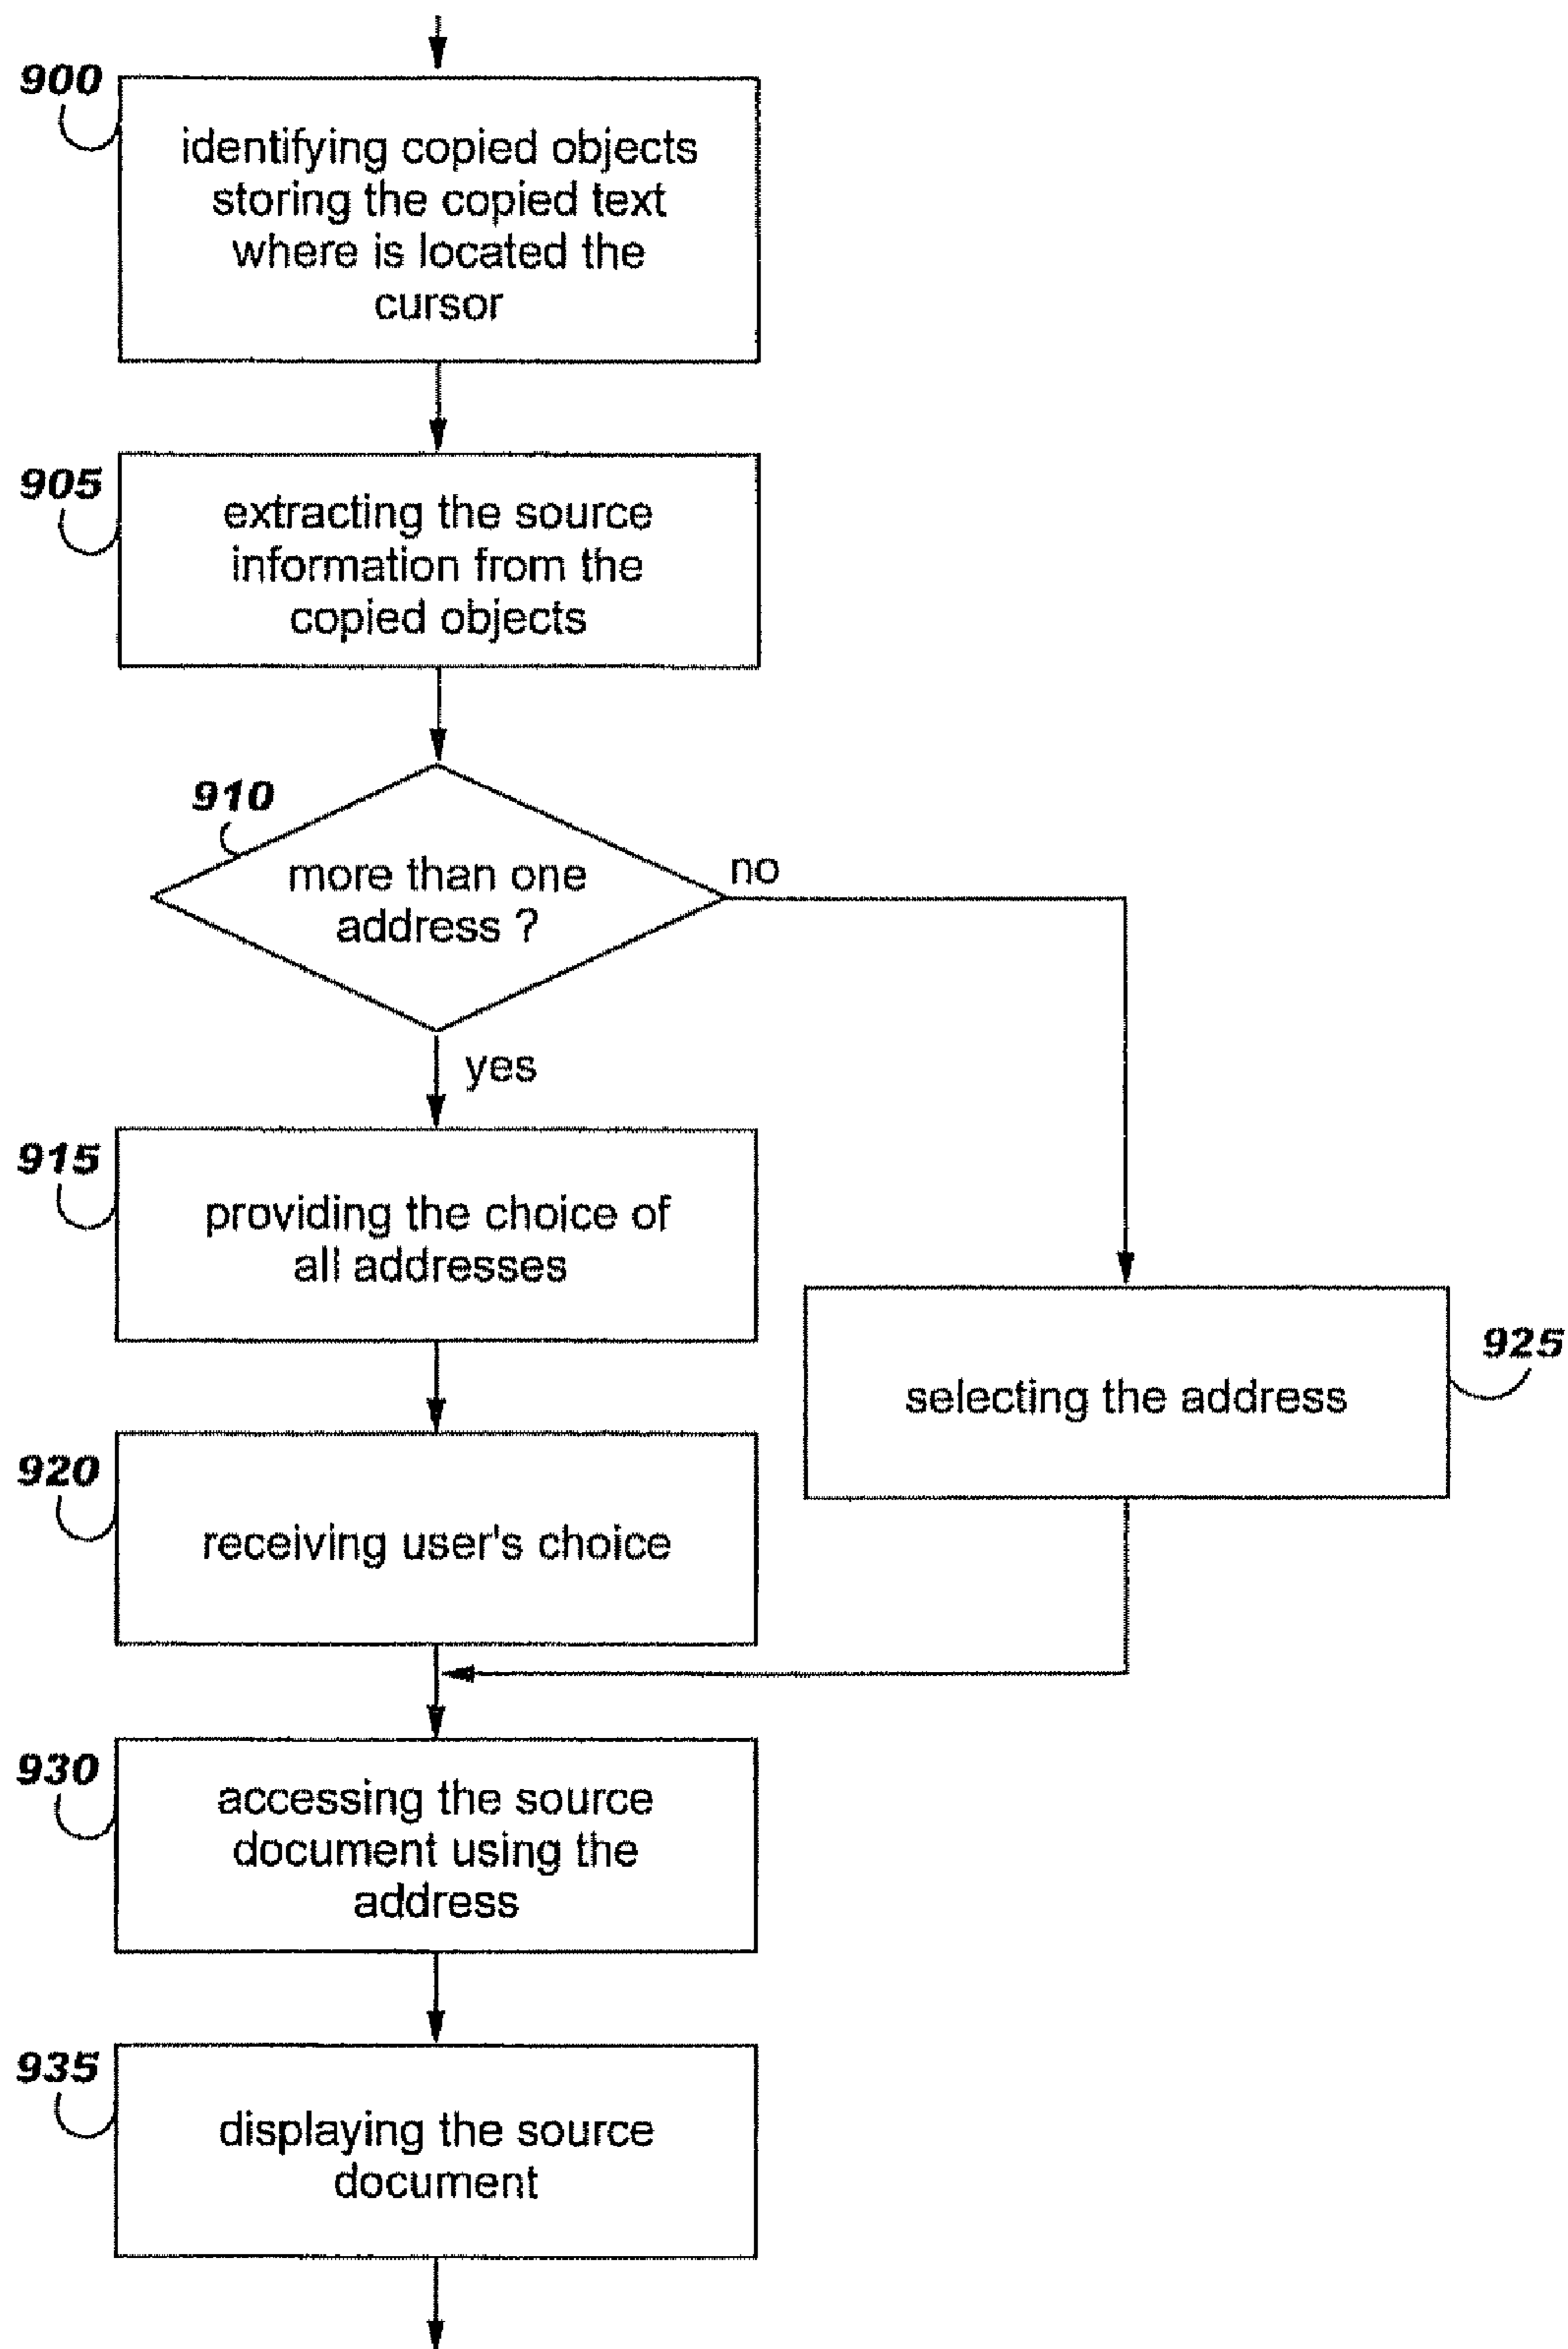 900
identifying copied objects
storing the copied text
where is located the
cursor
905
extracting the source
information from the
copied objects
910
more than one
address ?
no
yes
915
providing the choice of
all addresses
925
selecting the address
920
receiving user's choice
930
accessing the source
document using the
address
935
displaying the source
document